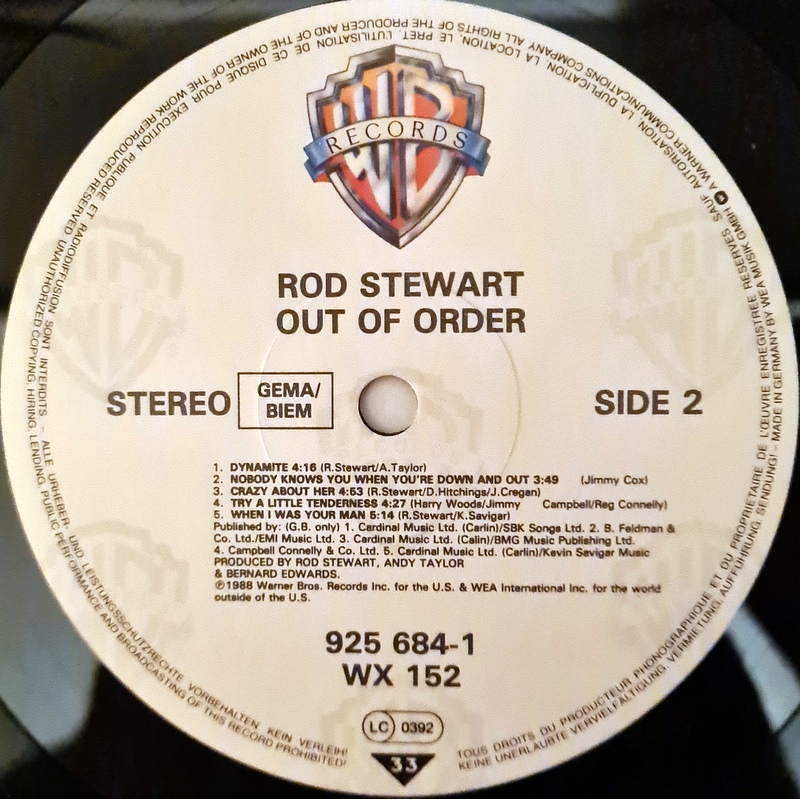 WB
RECORDS
ROD STEWART
OUT OF ORDER
STEREO
GEMA/
BIEM
SIDE 2
1. DYNAMITE 4:16 (R.Stewart/A.Taylor)
2. NOBODY KNOWS YOU WHEN YOU'RE DOWN AND OUT 3:49 (Jimmy Cox)
3. CRAZY ABOUT HER 4:53 (R.Stewart/D.Hitchings/J.Cregan)
4. TRY A LITTLE TENDERNESS 4:27 (Harry Woods/Jimmy Campbell/Reg Connelly)
5. WHEN I WAS YOUR MAN 5:14 (R.Stewart/K.Savigar)
Published by: (G.B. only) 1. Cardinal Music Ltd. (Carlin)/SBK Songs Ltd. 2. B. Feldman &
Co. Ltd./EMI Music Ltd. 3. Cardinal Music Ltd. (Calin)/BMG Music Publishing Ltd.
4. Campbell Connelly & Co. Ltd. 5. Cardinal Music Ltd. (Carlin)/Kevin Savigar Music
PRODUCED BY ROD STEWART, ANDY TAYLOR
& BERNARD EDWARDS.
℗1988 Warner Bros. Records Inc. for the U.S. & WEA International Inc. for the world
outside of the U.S.
925 684-1
WX 152
LC 0392
33
ALLE URHEBER- UND LEISTUNGSSCHUTZRECHTE VORBEHALTEN KEIN VERLEIH! KEINE UNERLAUBTE VERVIELFÄLTIGUNG, VERMIETUNG, AUFFÜHRUNG, SENDUNG! – MADE IN GERMANY BY WEA MUSIK GMBH A WARNER COMMUNICATIONS COMPANY ALL RIGHTS OF THE PRODUCER AND OF THE OWNER OF THE WORK REPRODUCED RESERVED UNAUTHORIZED COPYING, HIRING, LENDING, PUBLIC PERFORMANCE AND BROADCASTING OF THIS RECORD PROHIBITED!
TOUS DROITS DU PRODUCTEUR PHONOGRAPHIQUE ET DU PROPRIETAIRE DE L'ŒUVRE ENREGISTREE RESERVES SAUF AUTORISATION, LA DUPLICATION, LA LOCATION, LE PRET, L'UTILISATION DE CE DISQUE POUR EXECUTION PUBLIQUE ET RADIODIFFUSION SONT INTERDITS –